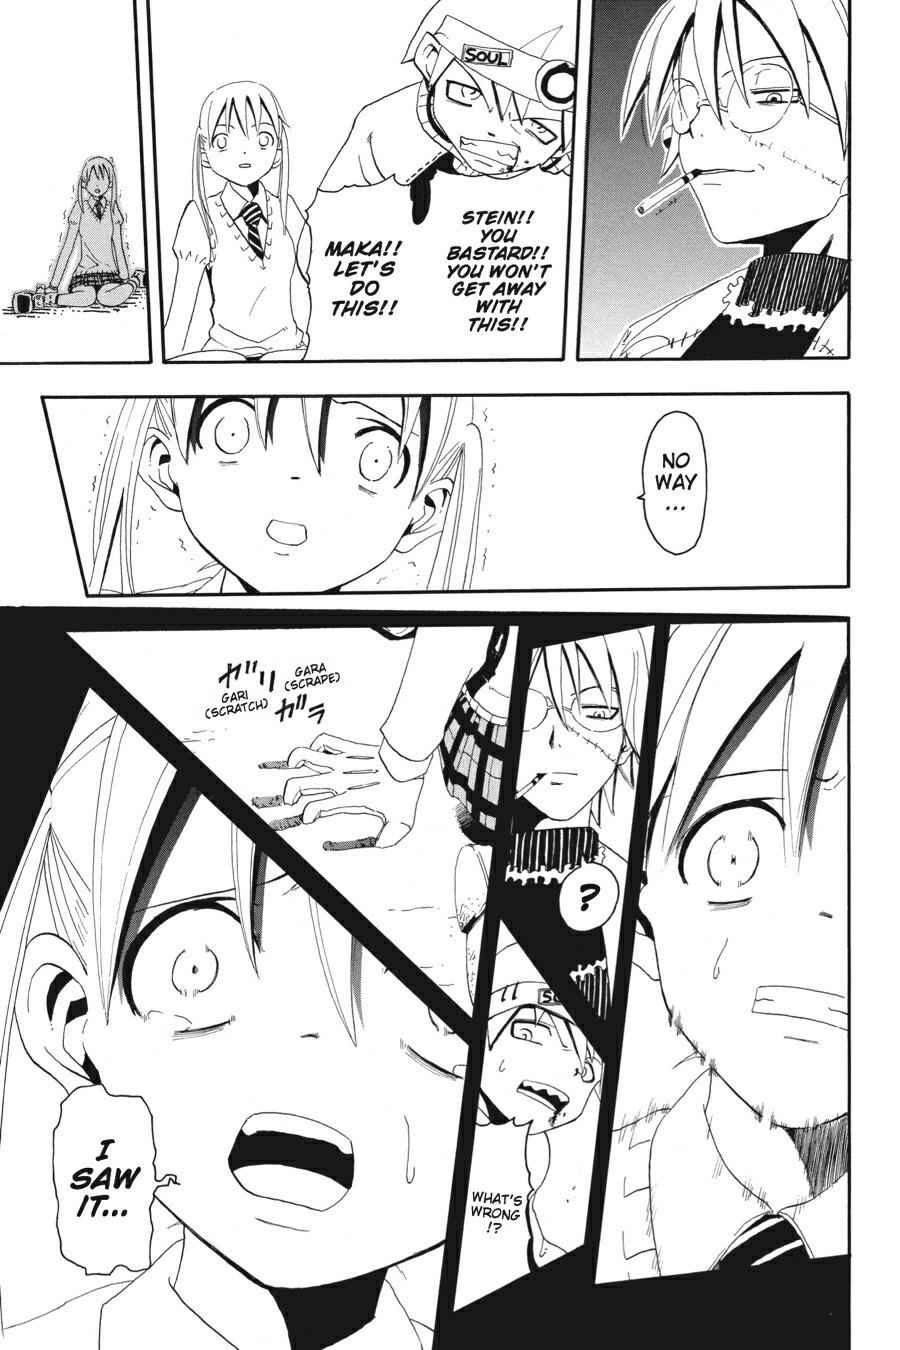 SOUL
STEIN!!
YOU
BASTARD!!
YOU WON'T
GET AWAY
WITH
THIS!!
MAKA!!
LET'S
DO
THIS!!
NO
WAY
...
?
GARA
(SCRAPE)
ガラ
ガリ
GARI
(SCRATCH)
SO
WHAT'S
WRONG
!?
I
SAW
IT...